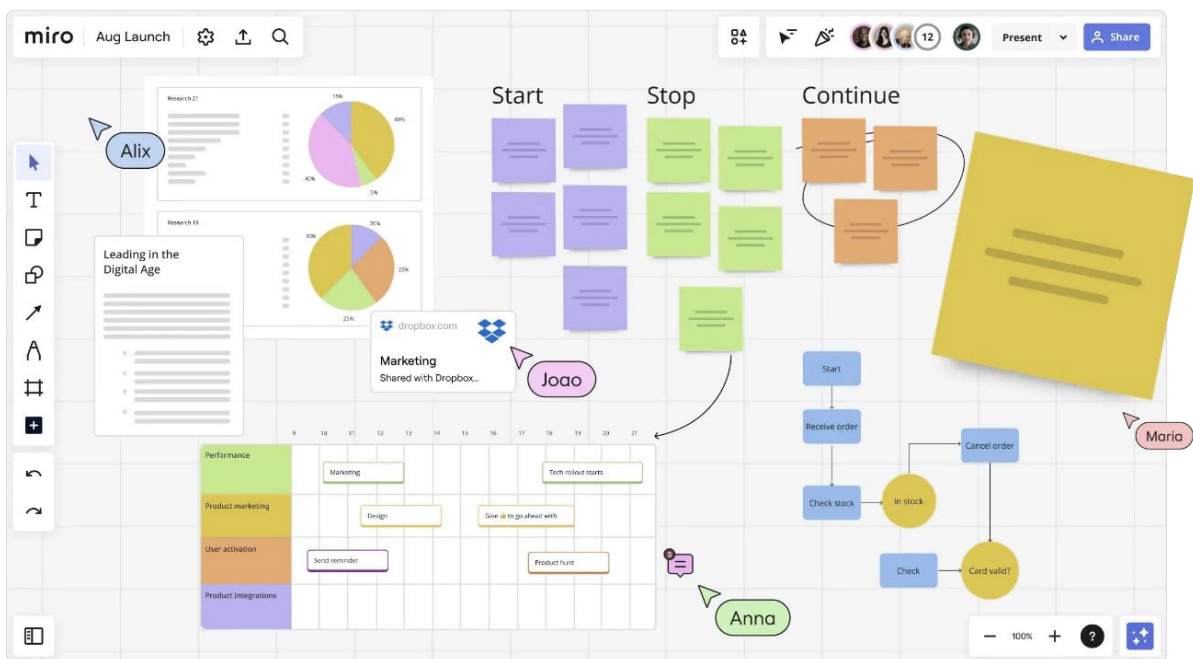 miro
Aug Launch
12
Present
Share
Start
Stop
Continue
Research 21
15%
40%
5%
Alix
Research 19
20%
30%
25%
25%
Leading in the
Digital Age
dropbox.com
Marketing
Shared with Dropbox...
Joao
Maria
9 10 11 12 13 14 15 16 17 18 19 20 21
Performance
Marketing
Tech rollout starts
Product marketing
Design
Give 👍 to go ahead with
User activation
Send reminder
Product hunt
Product Integrations
3
Anna
Start
Receive order
Cancel order
Check stock
In stock
Check
Card valid?
100%
?